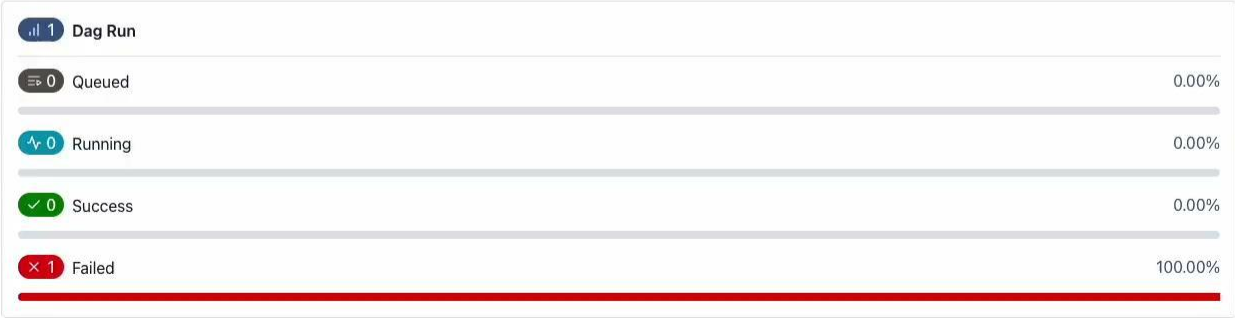 1 Dag Run
0 Queued 0.00%
0 Running 0.00%
0 Success 0.00%
1 Failed 100.00%